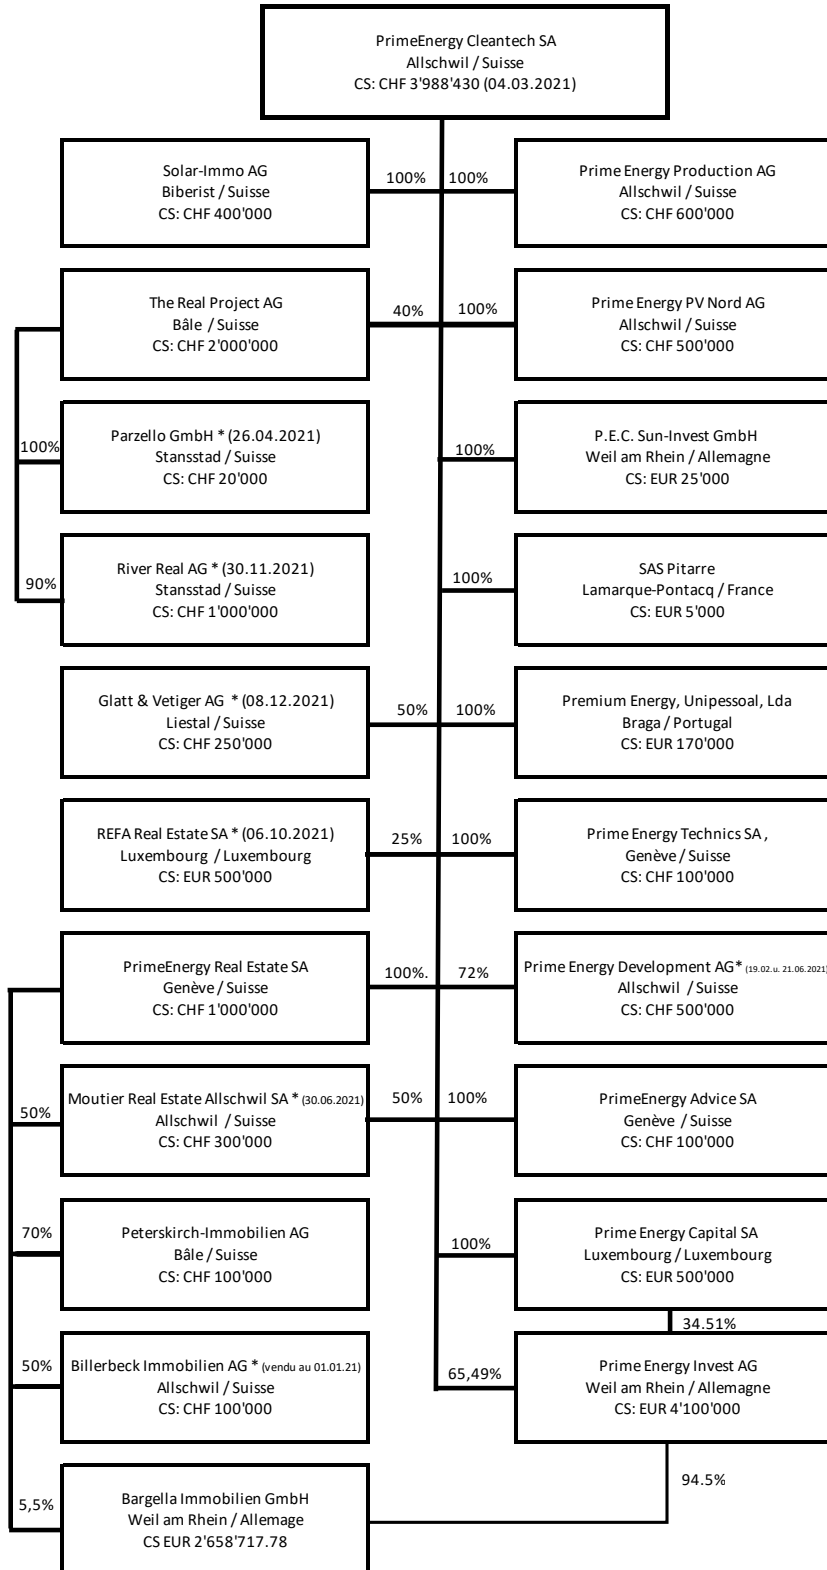 PrimeEnergy Cleantech SA
Allschwil / Suisse
CS: CHF 3'988'430 (04.03.2021)
Solar-Immo AG
Biberist / Suisse
CS: CHF 400'000
100%
100%
Prime Energy Production AG
Allschwil / Suisse
CS: CHF 600'000
The Real Project AG
Bâle / Suisse
CS: CHF 2'000'000
40%
100%
Prime Energy PV Nord AG
Allschwil / Suisse
CS: CHF 500'000
100%
Parzello GmbH * (26.04.2021)
Stansstad / Suisse
CS: CHF 20'000
100%
P.E.C. Sun-Invest GmbH
Weil am Rhein / Allemagne
CS: EUR 25'000
90%
River Real AG * (30.11.2021)
Stansstad / Suisse
CS: CHF 1'000'000
100%
SAS Pitarre
Lamarque-Pontacq / France
CS: EUR 5'000
Glatt & Vetiger AG * (08.12.2021)
Liestal / Suisse
CS: CHF 250'000
50%
100%
Premium Energy, Unipessoal, Lda
Braga / Portugal
CS: EUR 170'000
REFA Real Estate SA * (06.10.2021)
Luxembourg / Luxembourg
CS: EUR 500'000
25%
100%
Prime Energy Technics SA ,
Genève / Suisse
CS: CHF 100'000
PrimeEnergy Real Estate SA
Genève / Suisse
CS: CHF 1'000'000
100%.
72%
Prime Energy Development AG* (19.02.u. 21.06.2021)
Allschwil / Suisse
CS: CHF 500'000
50%
Moutier Real Estate Allschwil SA * (30.06.2021)
Allschwil / Suisse
CS: CHF 300'000
50%
100%
PrimeEnergy Advice SA
Genève / Suisse
CS: CHF 100'000
70%
Peterskirch-Immobilien AG
Bâle / Suisse
CS: CHF 100'000
100%
Prime Energy Capital SA
Luxembourg / Luxembourg
CS: EUR 500'000
34.51%
50%
Billerbeck Immobilien AG * (vendu au 01.01.21)
Allschwil / Suisse
CS: CHF 100'000
65,49%
Prime Energy Invest AG
Weil am Rhein / Allemagne
CS: EUR 4'100'000
94.5%
5,5%
Bargella Immobilien GmbH
Weil am Rhein / Allemage
CS EUR 2'658'717.78